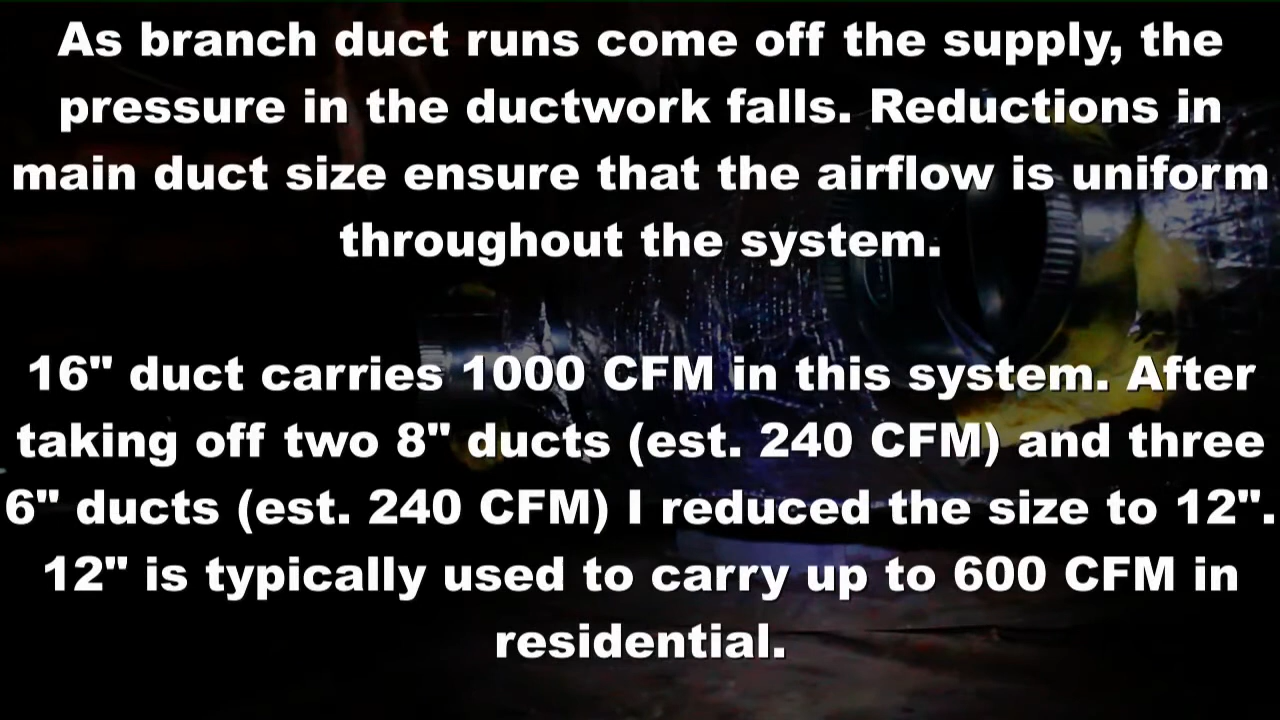 As branch duct runs come off the supply, the
pressure in the ductwork falls. Reductions in
main duct size ensure that the airflow is uniform
throughout the system.
16" duct carries 1000 CFM in this system. After
taking off two 8" ducts (est. 240 CFM) and three
6" ducts (est. 240 CFM) I reduced the size to 12".
12" is typically used to carry up to 600 CFM in
residential.